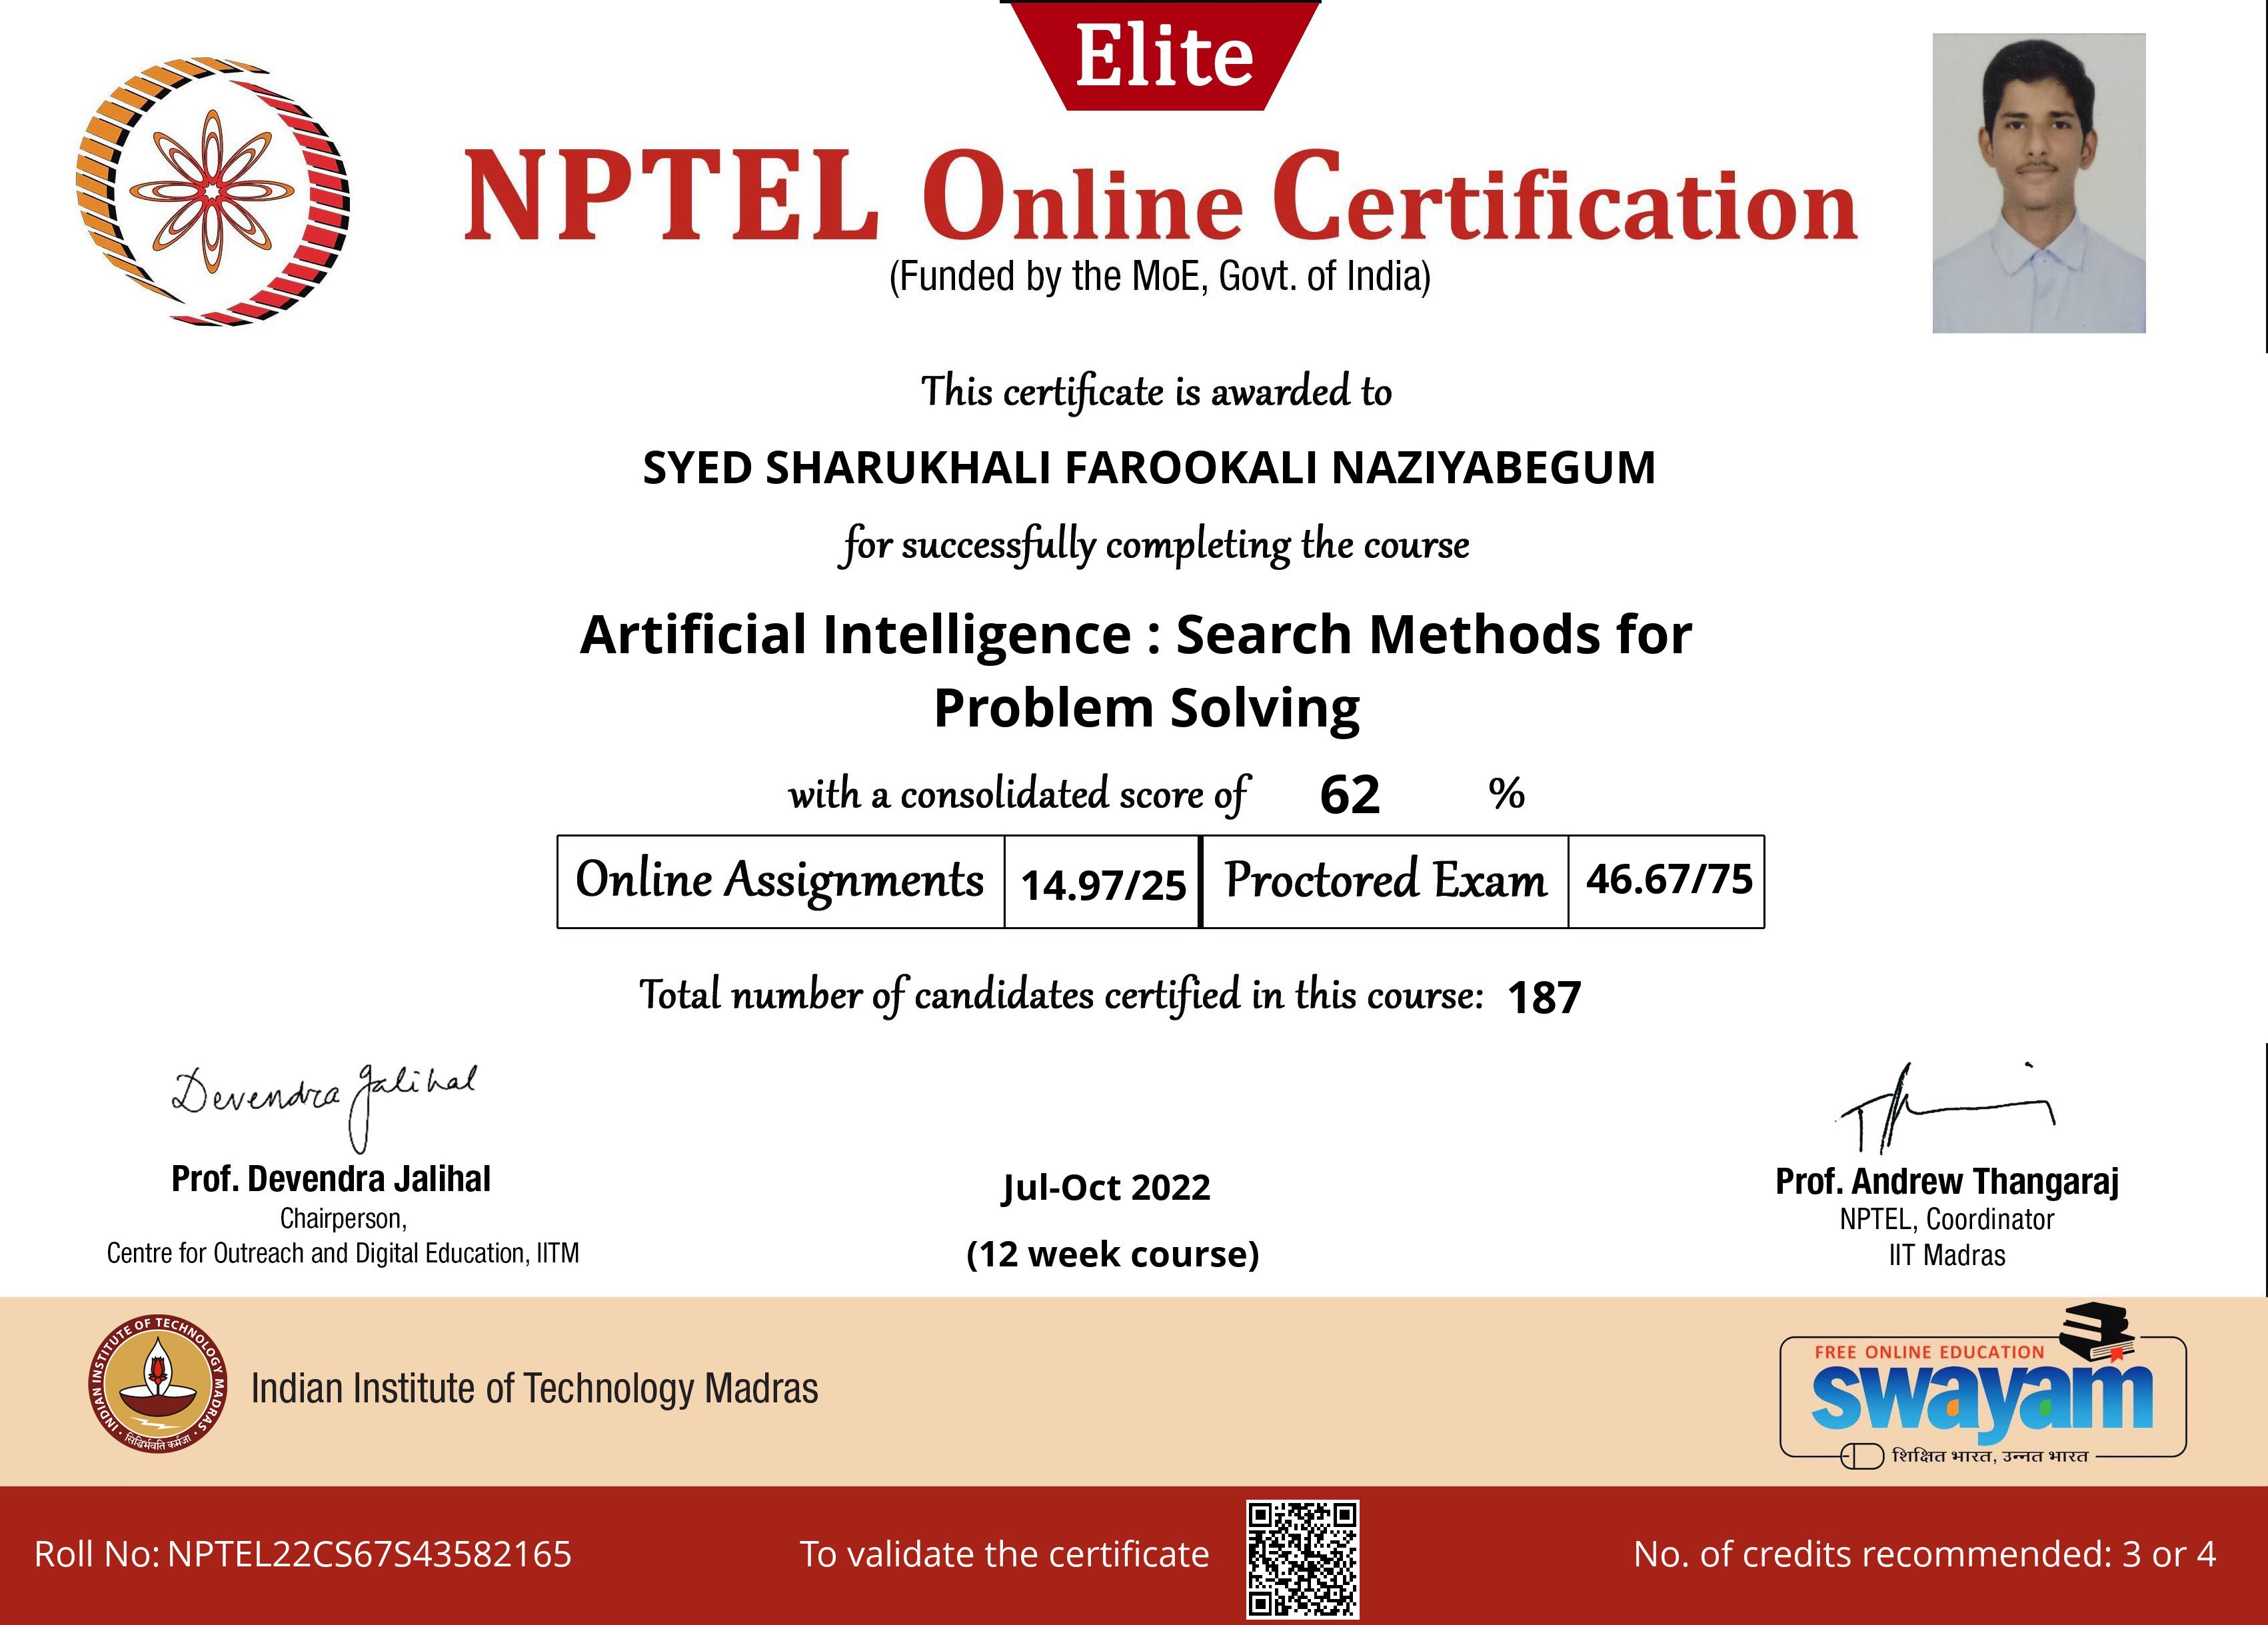 Elite
NPTEL Online Certification
(Funded by the MoE, Govt. of India)
This certificate is awarded to
SYED SHARUKHALI FAROOKALI NAZIYABEGUM
for successfully completing the course
Artificial Intelligence : Search Methods for
Problem Solving
with a consolidated score of 62 %
Online Assignments 14.97/25 Proctored Exam 46.67/75
Total number of candidates certified in this course: 187
Devendra Jalihal
Prof. Devendra Jalihal
Chairperson,
Centre for Outreach and Digital Education, IITM
Jul-Oct 2022
(12 week course)
Prof. Andrew Thangaraj
NPTEL, Coordinator
IIT Madras
INDIAN INSTITUTE OF TECHNOLOGY MADRAS
सिद्धिर्भवति कर्मजा
Indian Institute of Technology Madras
FREE ONLINE EDUCATION
swayam
शिक्षित भारत, उन्नत भारत
Roll No: NPTEL22CS67S43582165
To validate the certificate
No. of credits recommended: 3 or 4